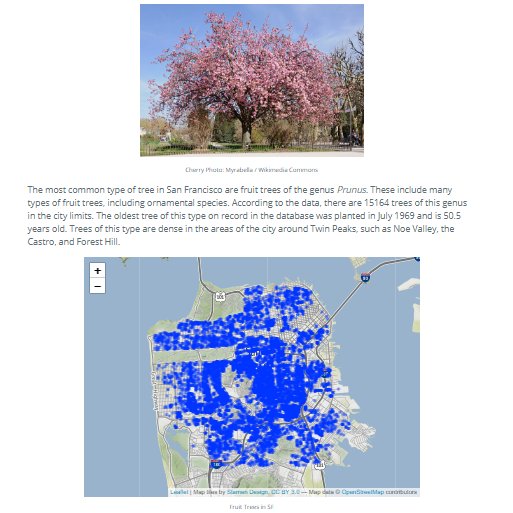 Cherry Photo: Myrabella / Wikimedia Commons
The most common type of tree in San Francisco are fruit trees of the genus Prunus. These include many
types of fruit trees, including ornamental species. According to the data, there are 15164 trees of this genus
in the city limits. The oldest tree of this type on record in the database was planted in July 1969 and is 50.5
years old. Trees of this type are dense in the areas of the city around Twin Peaks, such as Noe Valley, the
Castro, and Forest Hill.
+
−
Leaflet | Map tiles by Stamen Design, CC BY 3.0 — Map data © OpenStreetMap contributors
Fruit Trees in SF